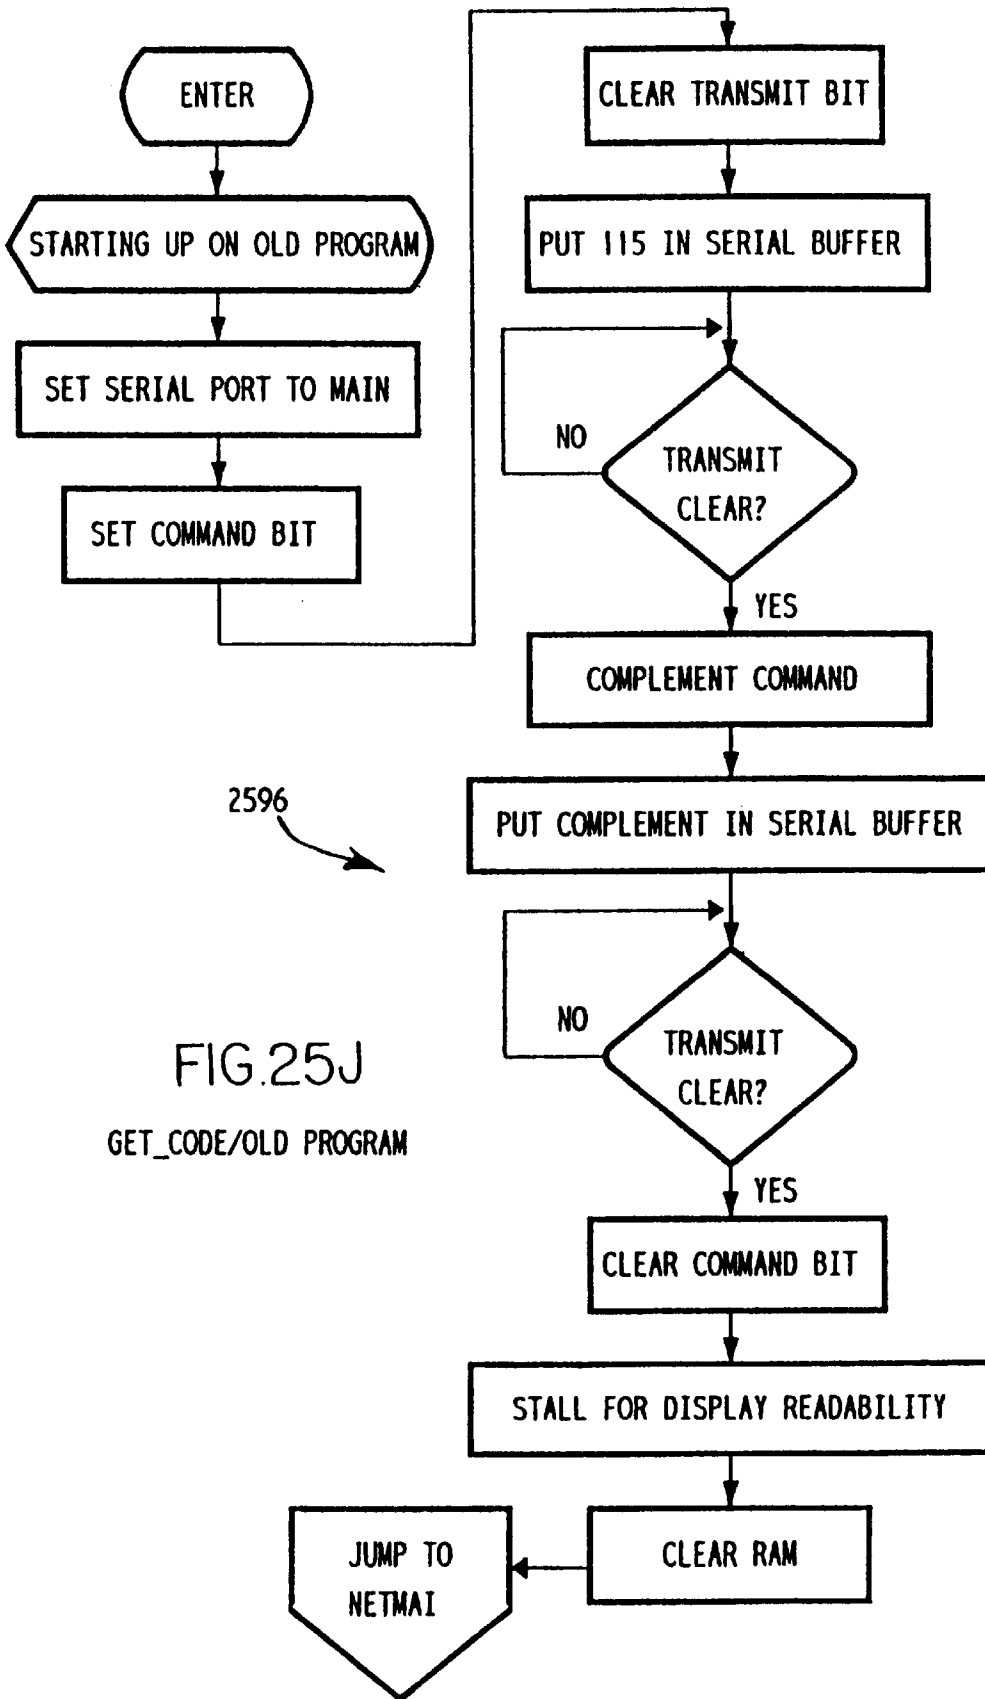 ENTER
STARTING UP ON OLD PROGRAM
SET SERIAL PORT TO MAIN
SET COMMAND BIT
CLEAR TRANSMIT BIT
PUT 115 IN SERIAL BUFFER
NO
TRANSMIT
CLEAR?
YES
COMPLEMENT COMMAND
PUT COMPLEMENT IN SERIAL BUFFER
2596
NO
TRANSMIT
CLEAR?
YES
CLEAR COMMAND BIT
STALL FOR DISPLAY READABILITY
CLEAR RAM
JUMP TO
NETMAI
FIG.25J
GET_CODE/OLD PROGRAM